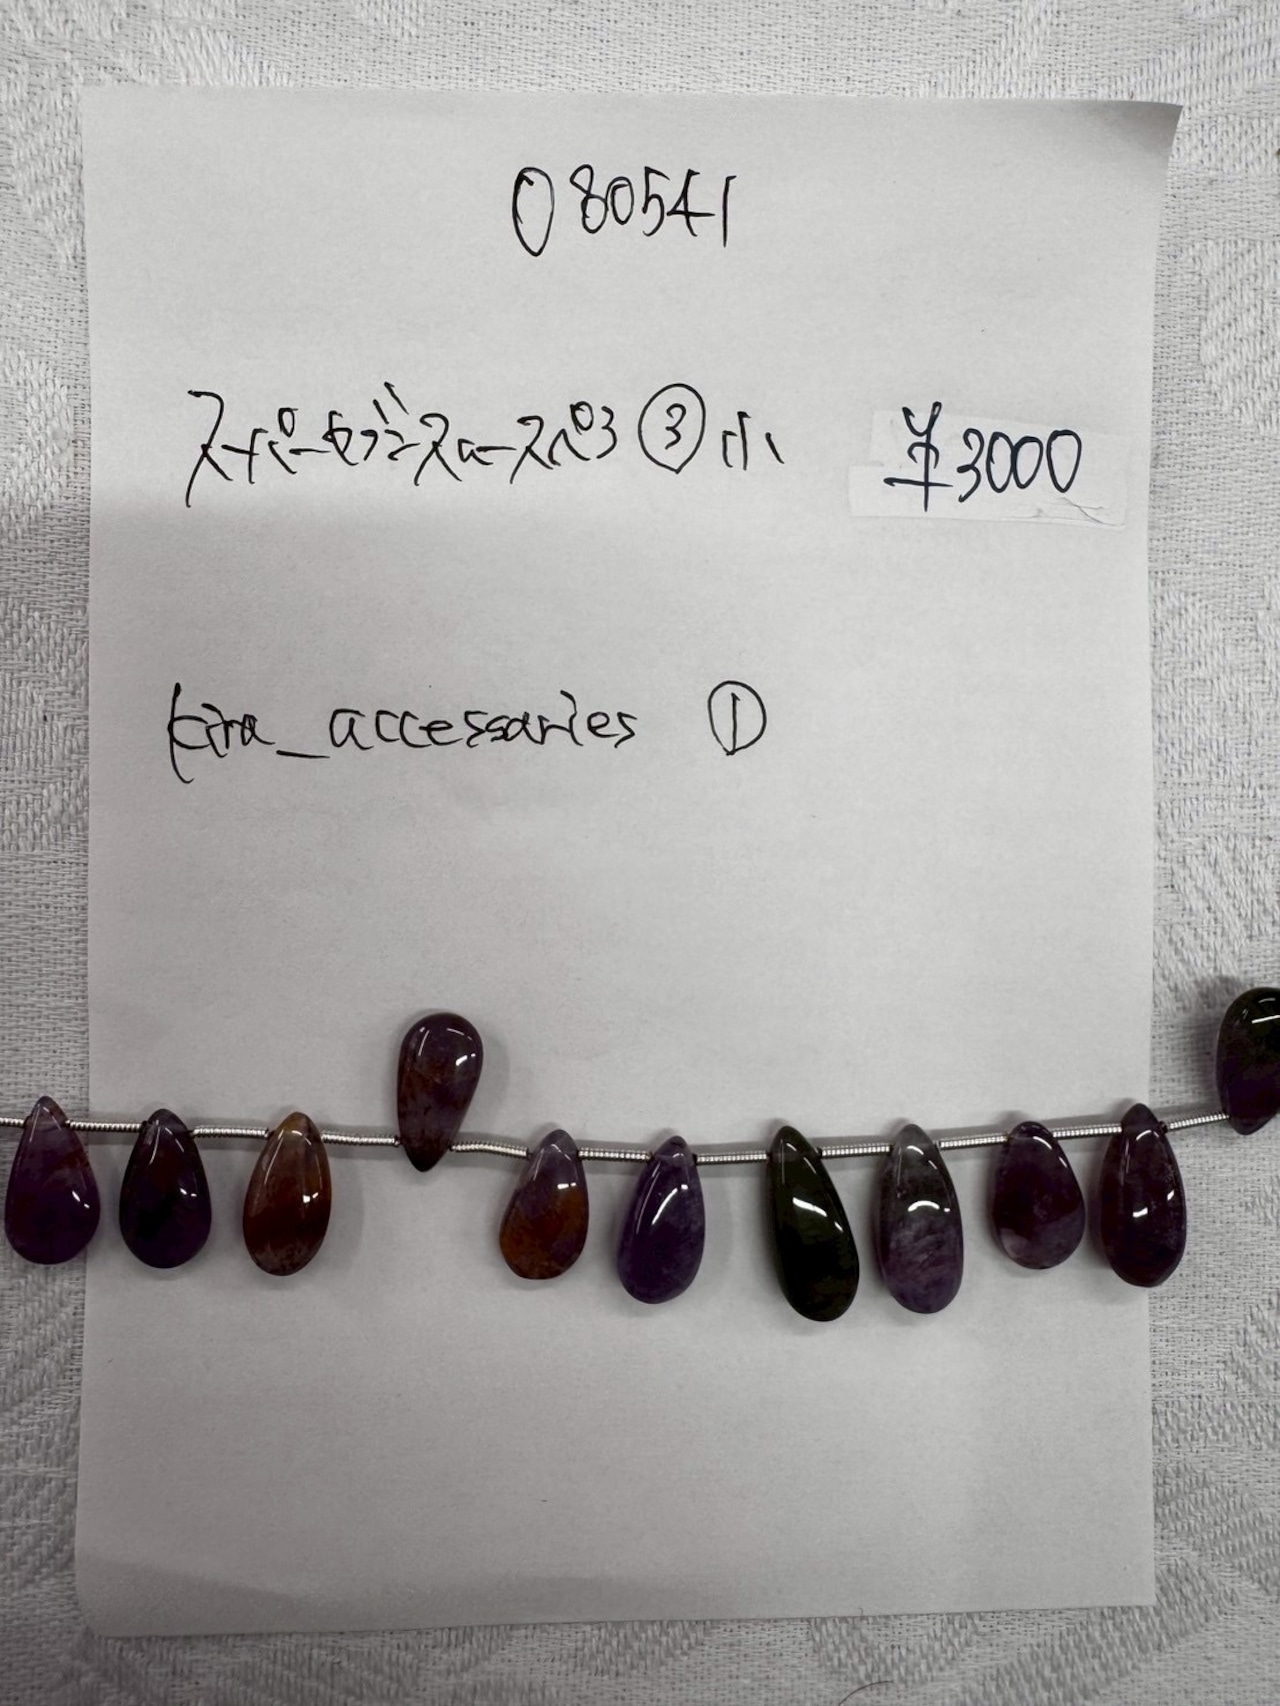 080541
スーパーセブンスムースペ3 ③ 小 ¥3000
kira_accessaries ①